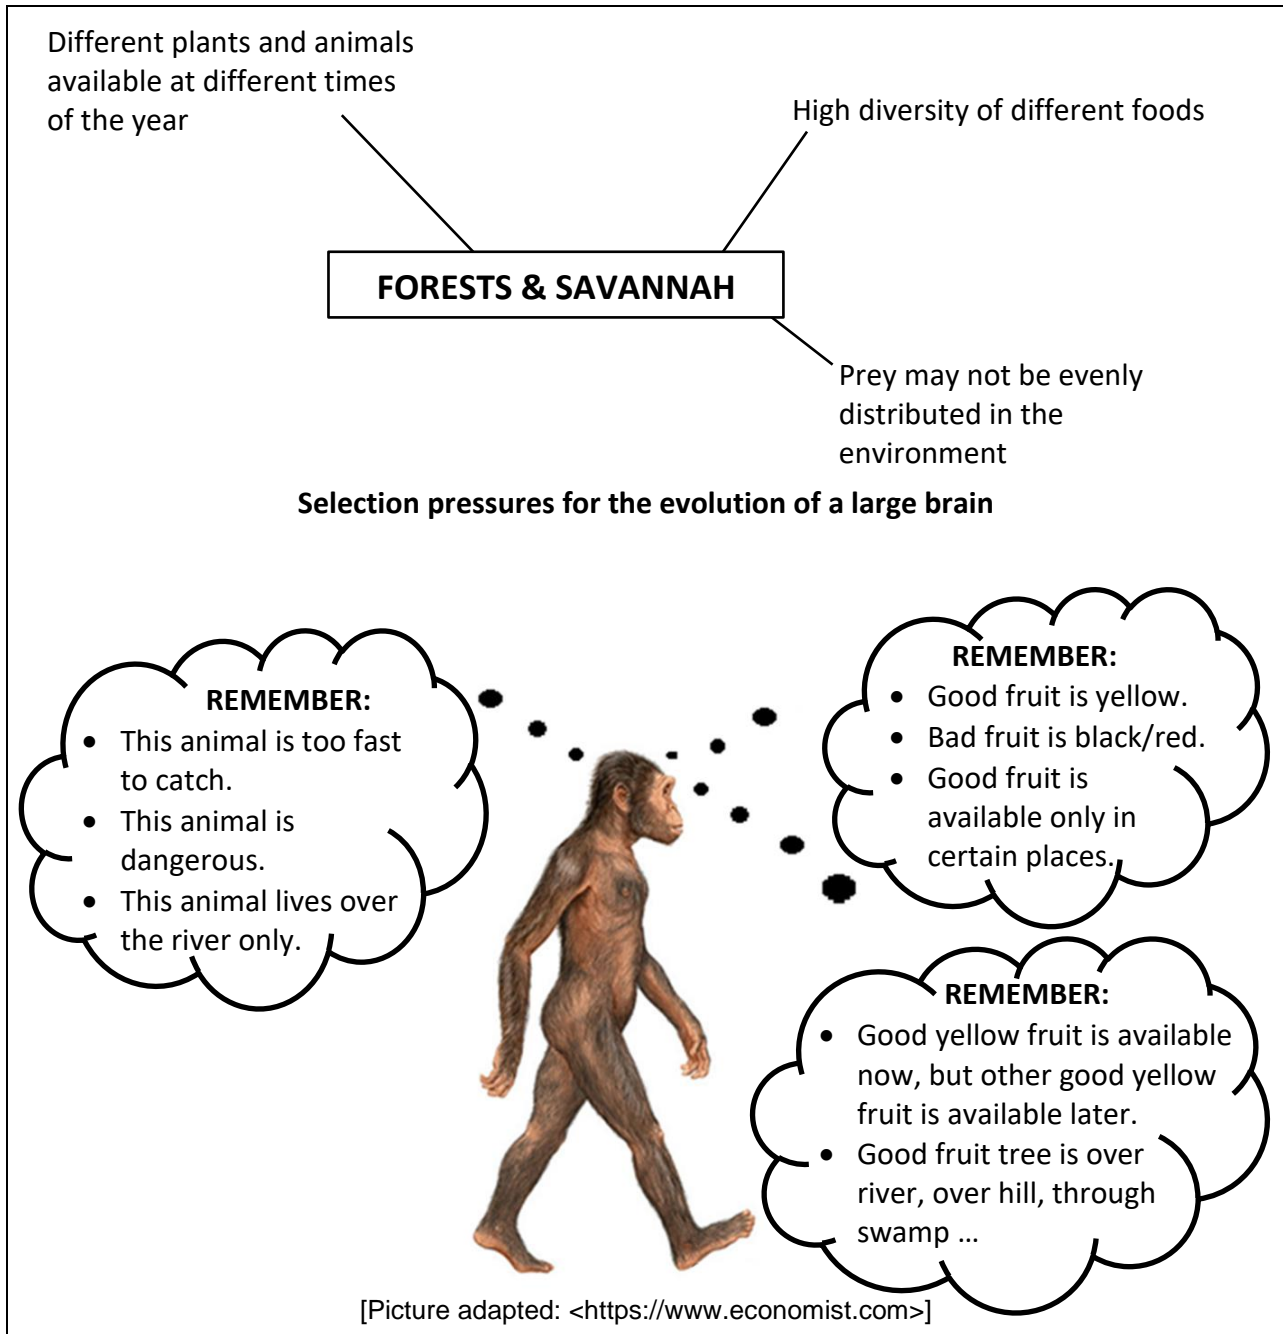 Different plants and animals
available at different times
of the year
High diversity of different foods
FORESTS & SAVANNAH
Prey may not be evenly
distributed in the
environment
Selection pressures for the evolution of a large brain
REMEMBER:
• This animal is too fast
to catch.
• This animal is
dangerous.
• This animal lives over
the river only.
REMEMBER:
• Good fruit is yellow.
• Bad fruit is black/red.
• Good fruit is
available only in
certain places.
REMEMBER:
• Good yellow fruit is available
now, but other good yellow
fruit is available later.
• Good fruit tree is over
river, over hill, through
swamp ...
[Picture adapted: <https://www.economist.com>]